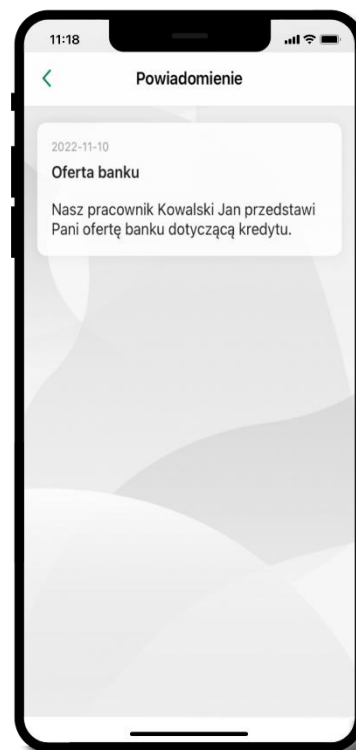 11:18
Powiadomienie
2022-11-10
Oferta banku
Nasz pracownik Kowalski Jan przedstawi
Pani ofertę banku dotyczącą kredytu.